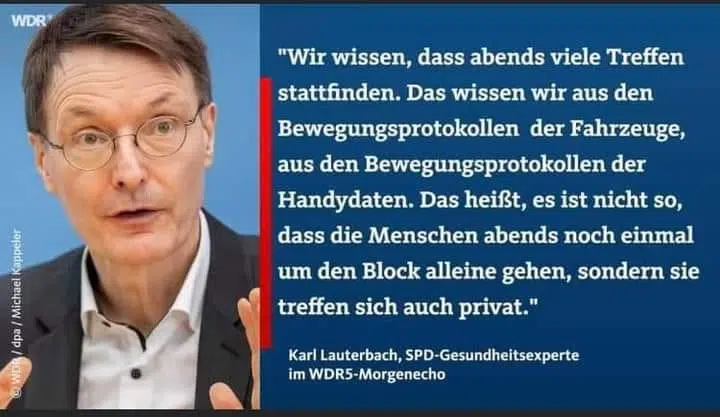 WDR
"Wir wissen, dass abends viele Treffen
stattfinden. Das wissen wir aus den
Bewegungsprotokollen der Fahrzeuge,
aus den Bewegungsprotokollen der
Handydaten. Das heißt, es ist nicht so,
dass die Menschen abends noch einmal
um den Block alleine gehen, sondern sie
treffen sich auch privat."
Karl Lauterbach, SPD-Gesundheitsexperte
im WDR5-Morgenecho
© WDR / dpa / Michael Kappeler